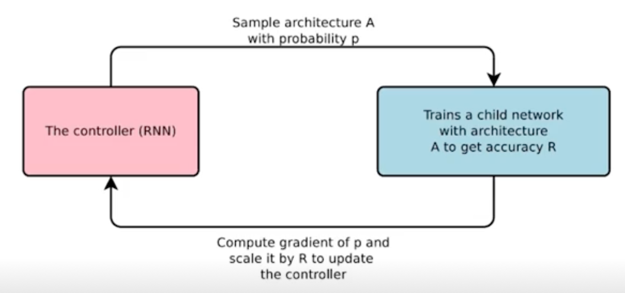 Sample architecture A
with probability p
The controller (RNN)
Trains a child network
with architecture
A to get accuracy R
Compute gradient of p and
scale it by R to update
the controller